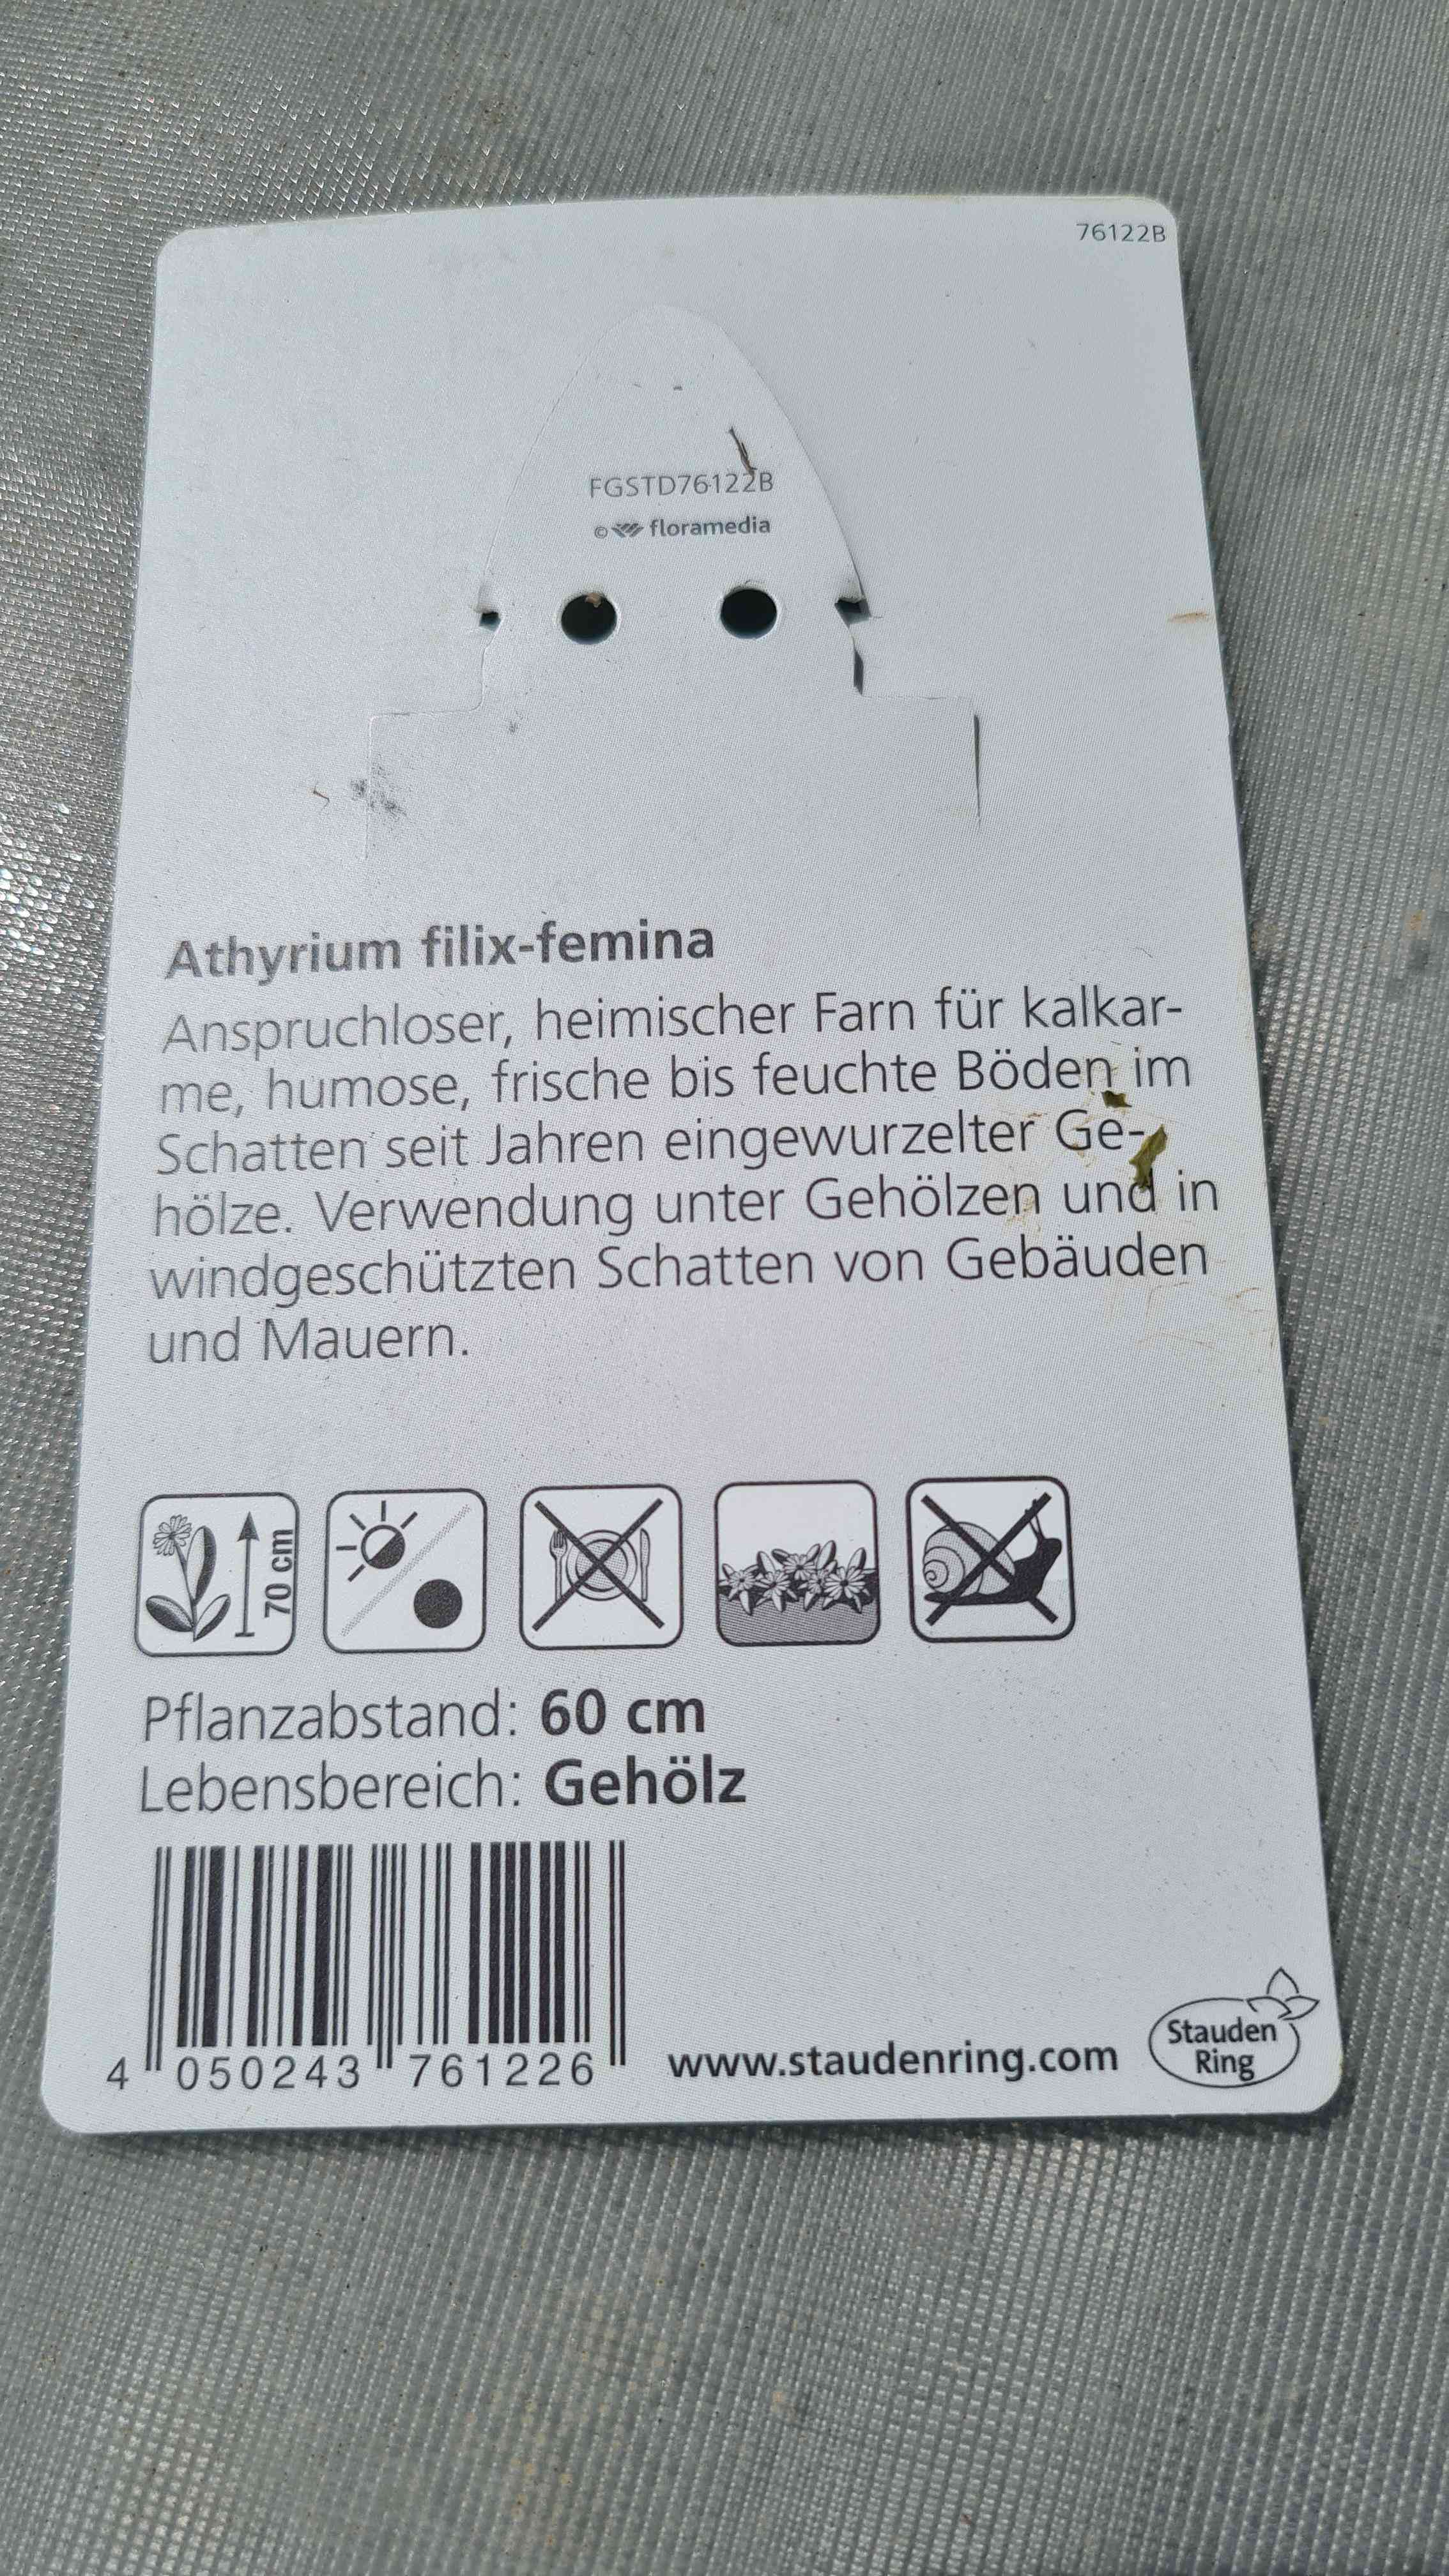 76122B
FGSTD76122B
© floramedia
Athyrium filix-femina
Anspruchloser, heimischer Farn für kalkar-
me, humose, frische bis feuchte Böden im
Schatten seit Jahren eingewurzelter Ge-
hölze. Verwendung unter Gehölzen und in
windgeschützten Schatten von Gebäuden
und Mauern.
70 cm
Pflanzabstand: 60 cm
Lebensbereich: Gehölz
4 050243 761226
www.staudenring.com
Stauden
Ring